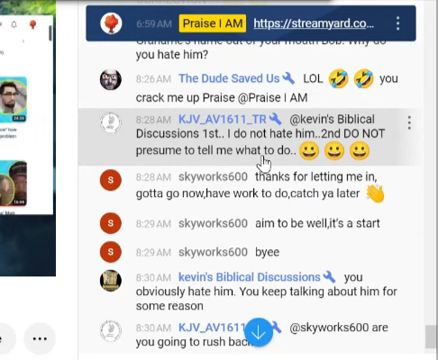 6:59 AM Praise I AM https://streamyard.co...
Grahame's name out of your mouth Bob. Why do
you hate him?
8:26 AM The Dude Saved Us LOL 🤣 🤣 you
crack me up Praise @Praise I AM
8:28 AM KJV_AV1611_TR @kevin's Biblical
Discussions 1st.. I do not hate him..2nd DO NOT
presume to tell me what to do.. 😀 😀 😀
S 8:28 AM skyworks600 thanks for letting me in,
gotta go now,have work to do,catch ya later 👋
S 8:29 AM skyworks600 aim to be well,it's a start
S 8:29 AM skyworks600 byee
8:30 AM kevin's Biblical Discussions you
obviously hate him. You keep talking about him for
some reason
8:30 AM KJV_AV1611 @skyworks600 are
you going to rush back